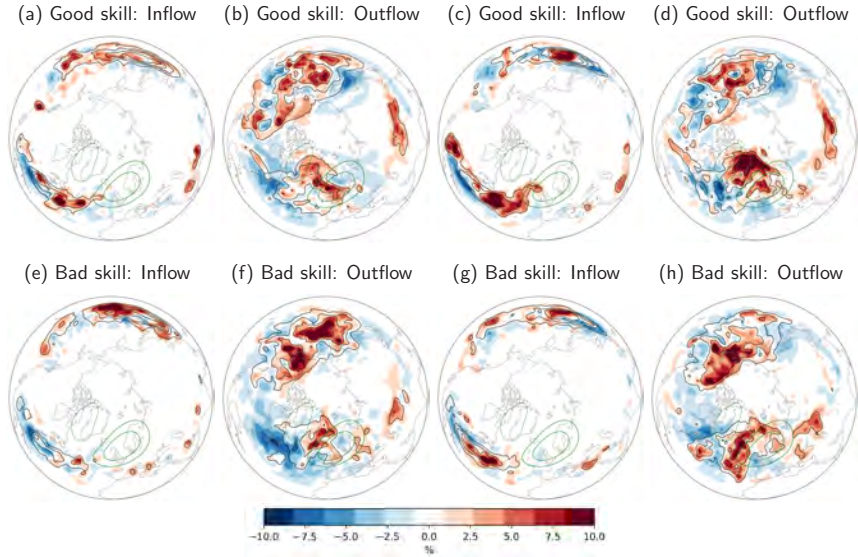 (a) Good skill: Inflow
(b) Good skill: Outflow
(c) Good skill: Inflow
(d) Good skill: Outflow
(e) Bad skill: Inflow
(f) Bad skill: Outflow
(g) Bad skill: Inflow
(h) Bad skill: Outflow
−10.0 −7.5 −5.0 −2.5 0.0 2.5 5.0 7.5 10.0
%